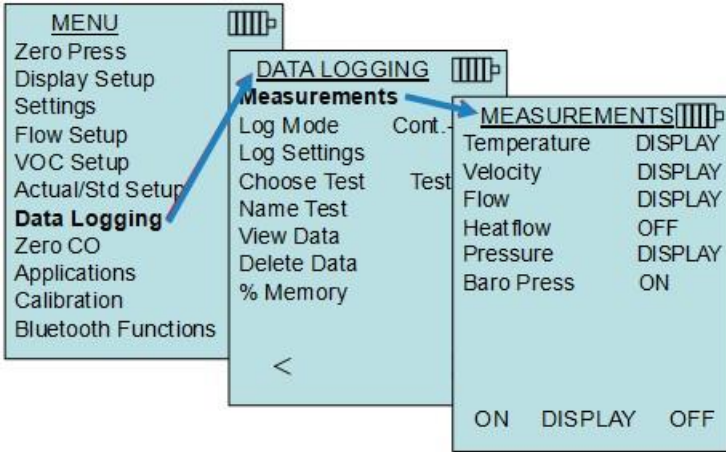 MENU
Zero Press
Display Setup
Settings
Flow Setup
VOC Setup
Actual/Std Setup
Data Logging
Zero CO
Applications
Calibration
Bluetooth Functions
DATA LOGGING
Measurements
Log Mode Cont.-
Log Settings
Choose Test Test
Name Test
View Data
Delete Data
% Memory
<
MEASUREMENTS
Temperature DISPLAY
Velocity DISPLAY
Flow DISPLAY
Heatflow OFF
Pressure DISPLAY
Baro Press ON
ON DISPLAY OFF